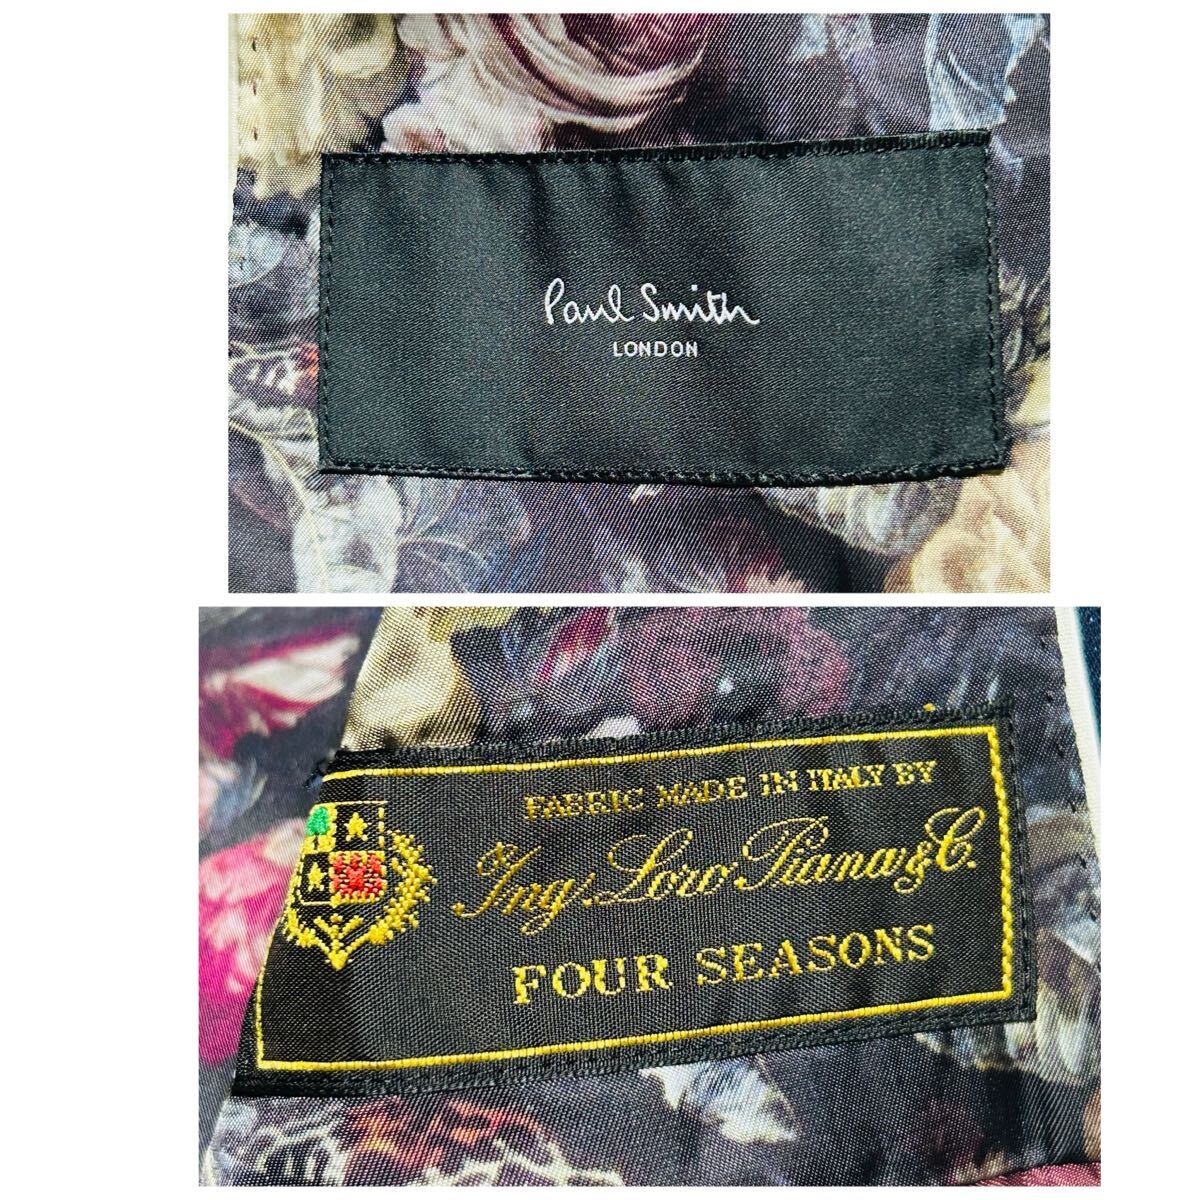 Paul Smith
LONDON
FABRIC MADE IN ITALY BY
Ing. Loro Piana & C.
FOUR SEASONS